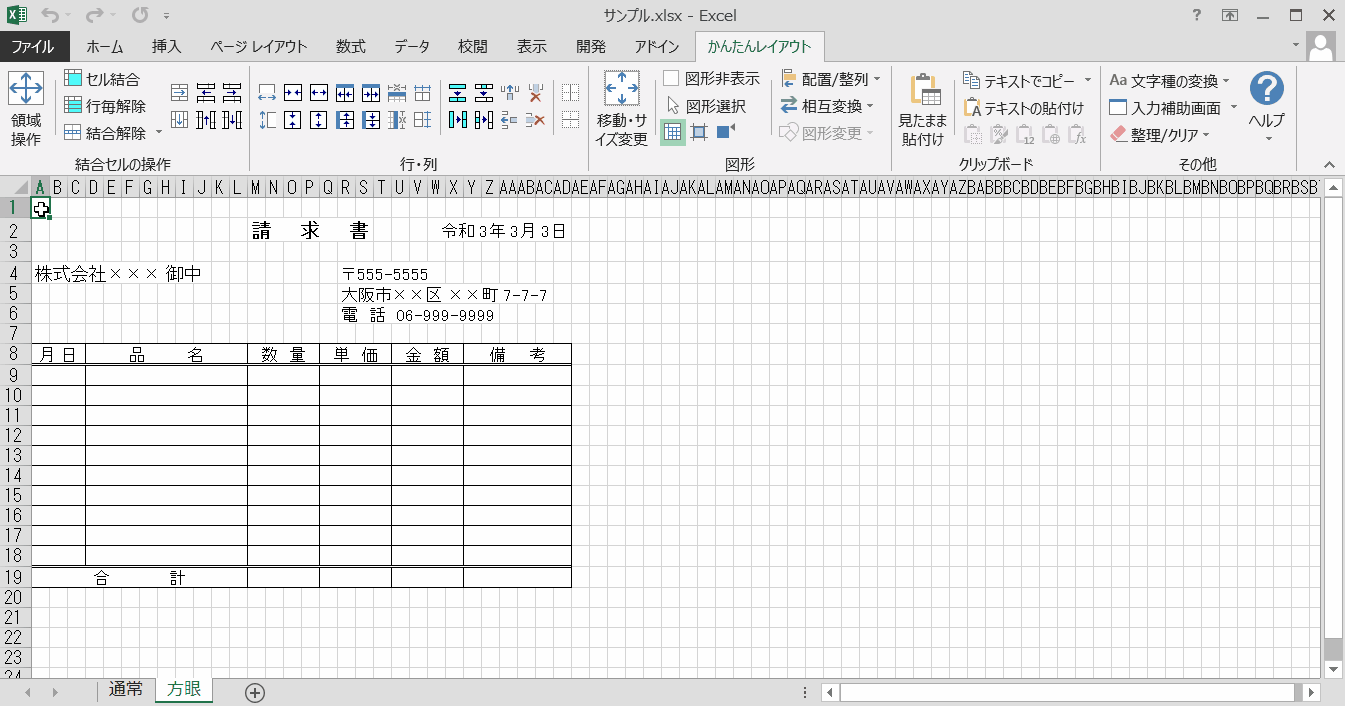 サンプル.xlsx - Excel
ファイル ホーム 挿入 ページ レイアウト 数式 データ 校閲 表示 開発 アドイン かんたんレイアウト
領域操作
セル結合
行毎解除
結合解除
結合セルの操作
行・列
移動・サイズ変更
図形非表示
図形選択
配置/整列
相互変換
図形変更
図形
見たまま貼付け
テキストでコピー
テキストの貼付け
クリップボード
Aa 文字種の変換
入力補助画面
整理/クリア
その他
ヘルプ
A B C D E F G H I J K L M N O P Q R S T U V W X Y Z AA AB AC AD AE AF AG AH AI AJ AK AL AM AN AO AP AQ AR AS AT AU AV AW AX AY AZ BA BB BC BD BE BF BG BH BI BJ BK BL BM BN BO BP BQ BR BS BT
1
2 請 求 書 令和3年3月3日
3
4 株式会社××× 御中 〒555-5555
5 大阪市××区 ××町 7-7-7
6 電 話 06-999-9999
7
8 月 日 品 名 数 量 単 価 金 額 備 考
9
10
11
12
13
14
15
16
17
18
19 合 計
20
21
22
23
24
通常 方眼